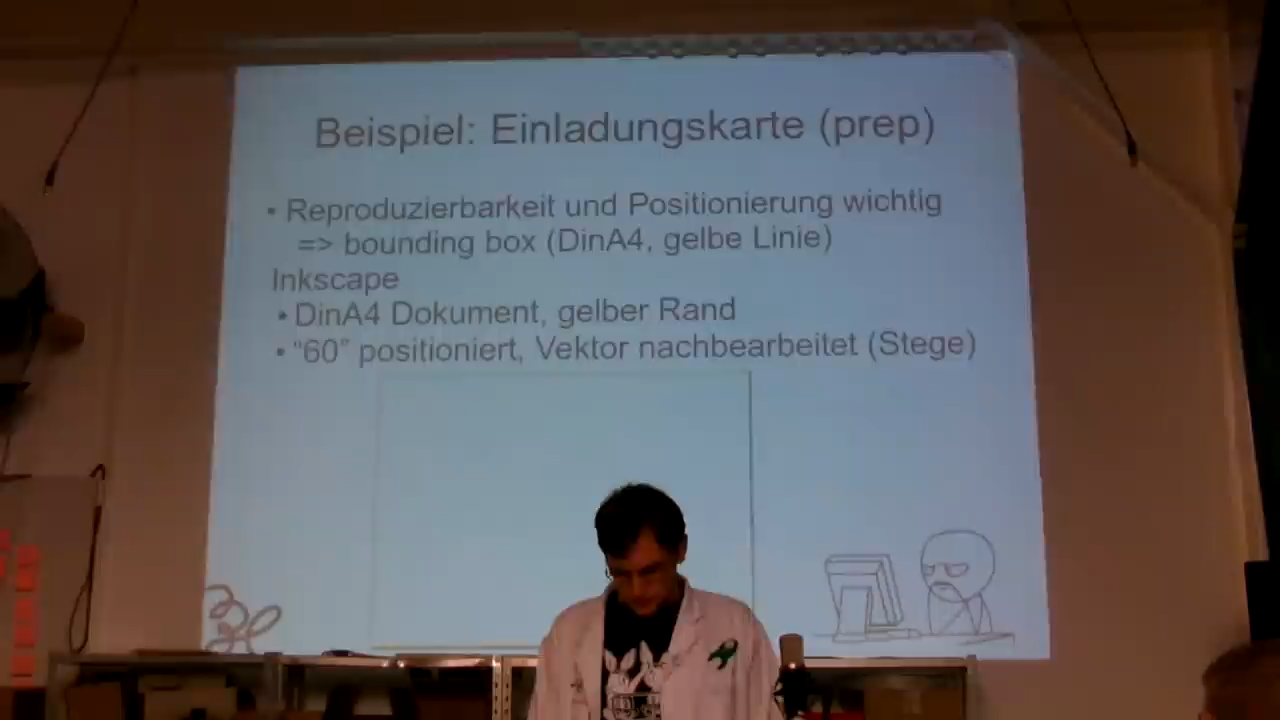 Beispiel: Einladungskarte (prep)
• Reproduzierbarkeit und Positionierung wichtig
=> bounding box (DinA4, gelbe Linie)
Inkscape
• DinA4 Dokument, gelber Rand
• “60” positioniert, Vektor nachbearbeitet (Stege)